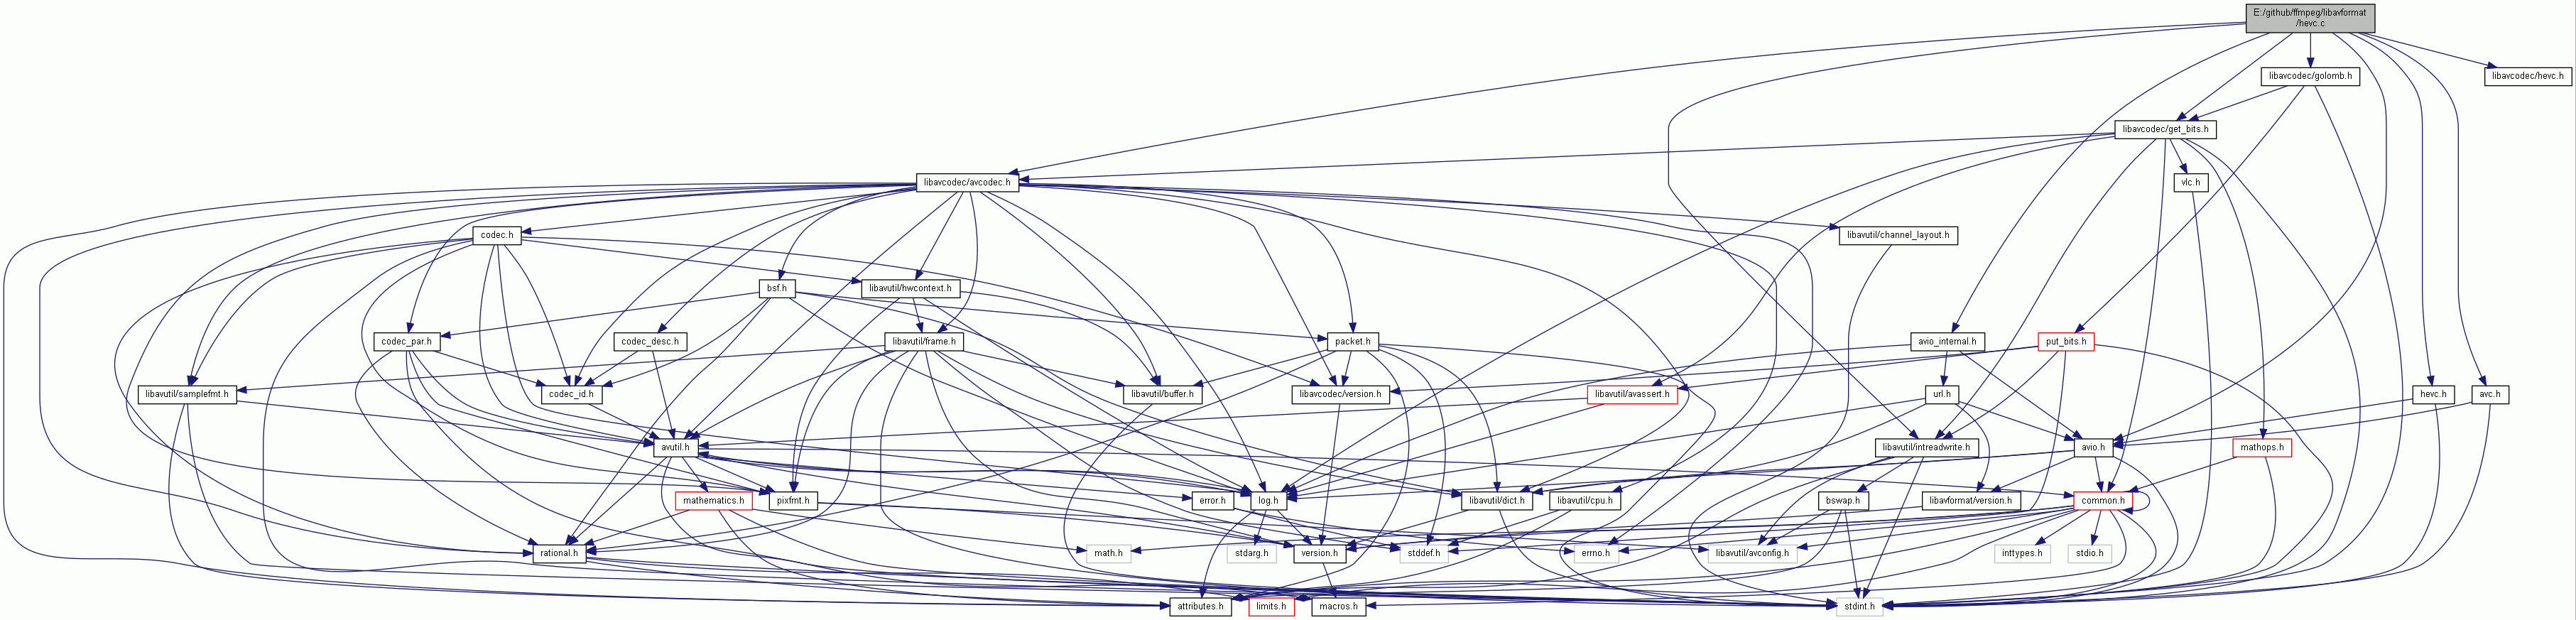 E:/github/ffmpeg/libavformat
/hevc.c
libavcodec/golomb.h
libavcodec/hevc.h
libavcodec/get_bits.h
libavcodec/avcodec.h
vlc.h
codec.h
libavutil/channel_layout.h
bsf.h
libavutil/hwcontext.h
codec_par.h
codec_desc.h
libavutil/frame.h
packet.h
avio_internal.h
put_bits.h
libavutil/samplefmt.h
codec_id.h
libavutil/buffer.h
libavcodec/version.h
libavutil/avassert.h
url.h
hevc.h
avc.h
avutil.h
libavutil/intreadwrite.h
avio.h
mathops.h
mathematics.h
pixfmt.h
error.h
log.h
libavutil/dict.h
libavutil/cpu.h
bswap.h
libavformat/version.h
common.h
rational.h
math.h
stdarg.h
version.h
stddef.h
errno.h
libavutil/avconfig.h
inttypes.h
stdio.h
attributes.h
limits.h
macros.h
stdint.h